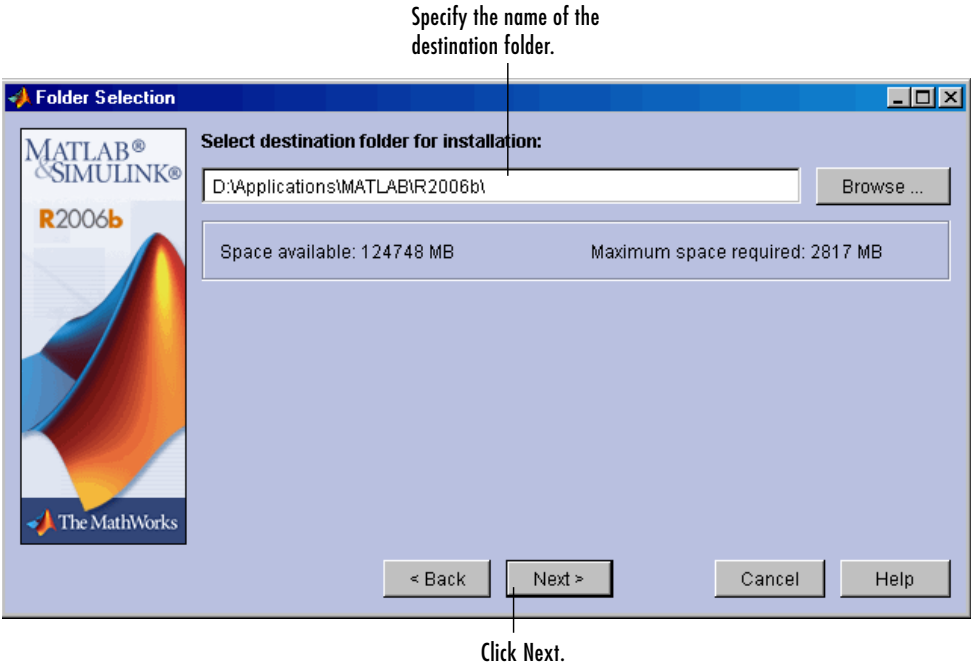 Specify the name of the
destination folder.
Folder Selection
MATLAB®
&SIMULINK®
R2006b
The MathWorks
Select destination folder for installation:
D:\Applications\MATLAB\R2006b\
Browse ...
Space available: 124748 MB
Maximum space required: 2817 MB
< Back
Next >
Cancel
Help
Click Next.